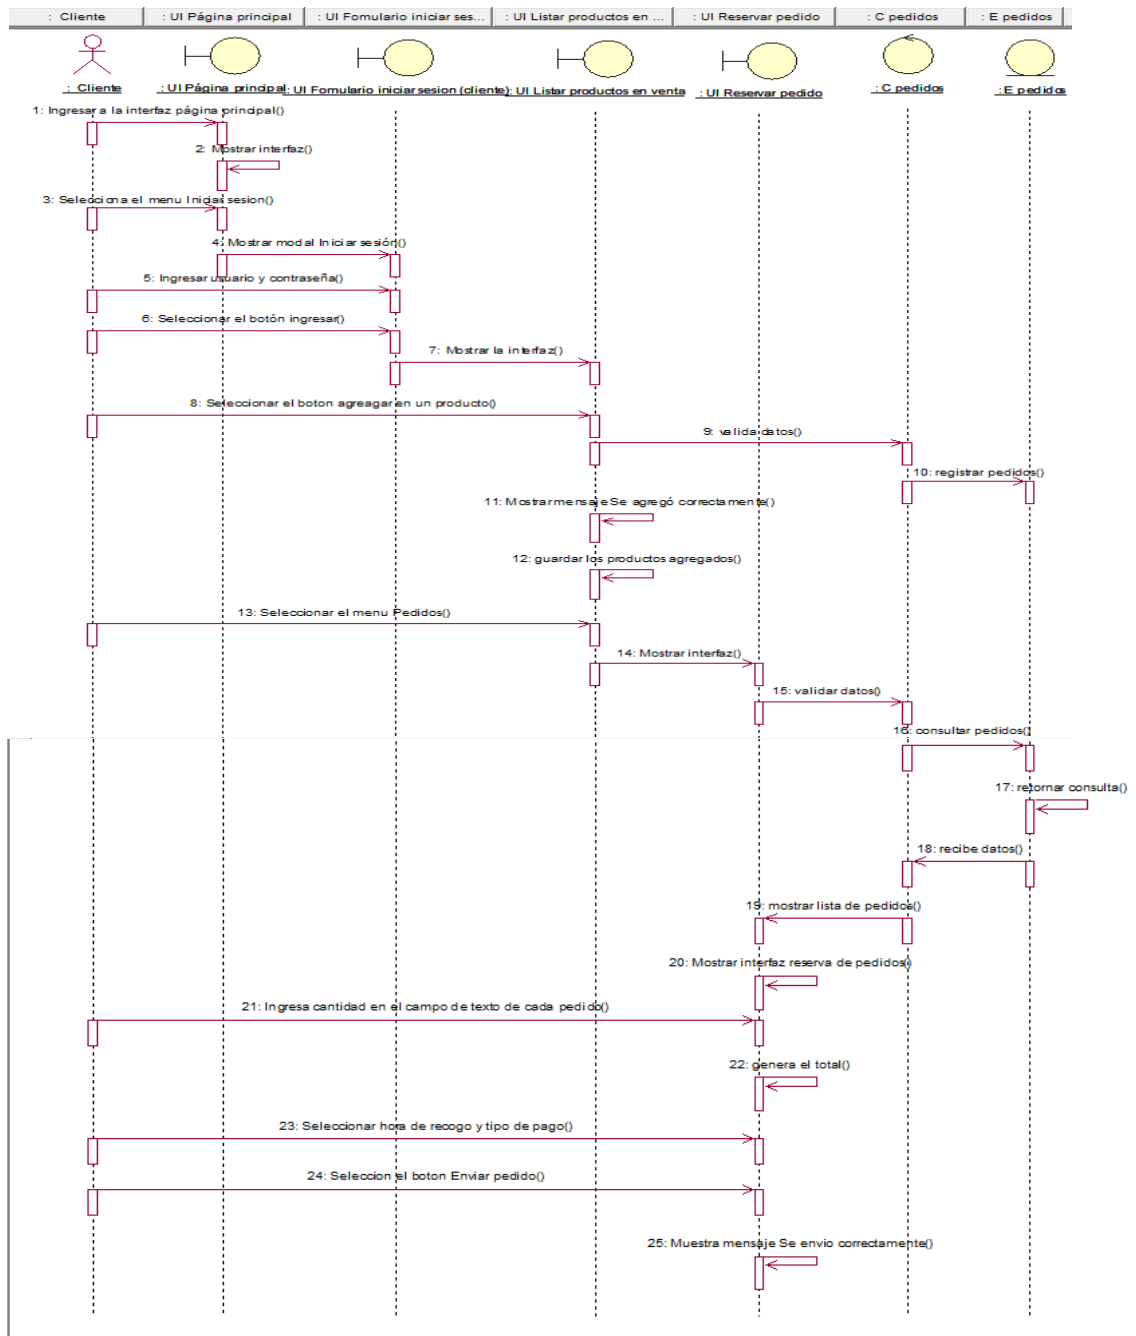 : Cliente
: UI Página principal
: UI Fomulario iniciar ses...
: UI Listar productos en ...
: UI Reservar pedido
: C pedidos
: E pedidos
: Cliente
: UI Página principal
: UI Fomulario iniciar sesion (cliente)
: UI Listar productos en venta
: UI Reservar pedido
: C pedidos
: E pedidos
1: Ingresar a la interfaz página principal()
2: Mostrar interfaz()
3: Selecciona el menu Iniciar sesion()
4: Mostrar modal Iniciar sesión()
5: Ingresar usuario y contraseña()
6: Seleccionar el botón ingresar()
7: Mostrar la interfaz()
8: Seleccionar el boton agreagar en un producto()
9: valida datos()
10: registrar pedidos()
11: Mostrar mensaje Se agregó correctamente()
12: guardar los productos agregados()
13: Seleccionar el menu Pedidos()
14: Mostrar interfaz()
15: validar datos()
16: consultar pedidos()
17: retornar consulta()
18: recibe datos()
19: mostrar lista de pedidos()
20: Mostrar interfaz reserva de pedidos()
21: Ingresa cantidad en el campo de texto de cada pedido()
22: genera el total()
23: Seleccionar hora de recogo y tipo de pago()
24: Seleccion el boton Enviar pedido()
25: Muestra mensaje Se envio correctamente()